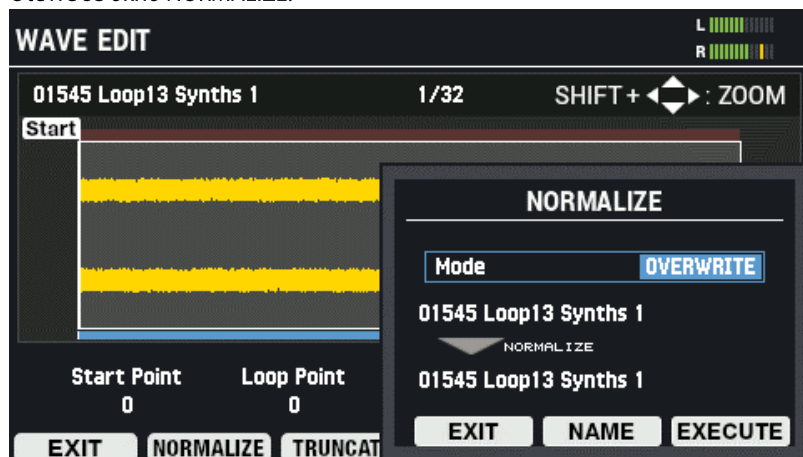 WAVE EDIT
L
R
01545 Loop13 Synths 1 1/32 SHIFT + : ZOOM
Start
NORMALIZE
Mode OVERWRITE
01545 Loop13 Synths 1
NORMALIZE
01545 Loop13 Synths 1
EXIT NAME EXECUTE
Start Point Loop Point
0 0
EXIT NORMALIZE TRUNCAT